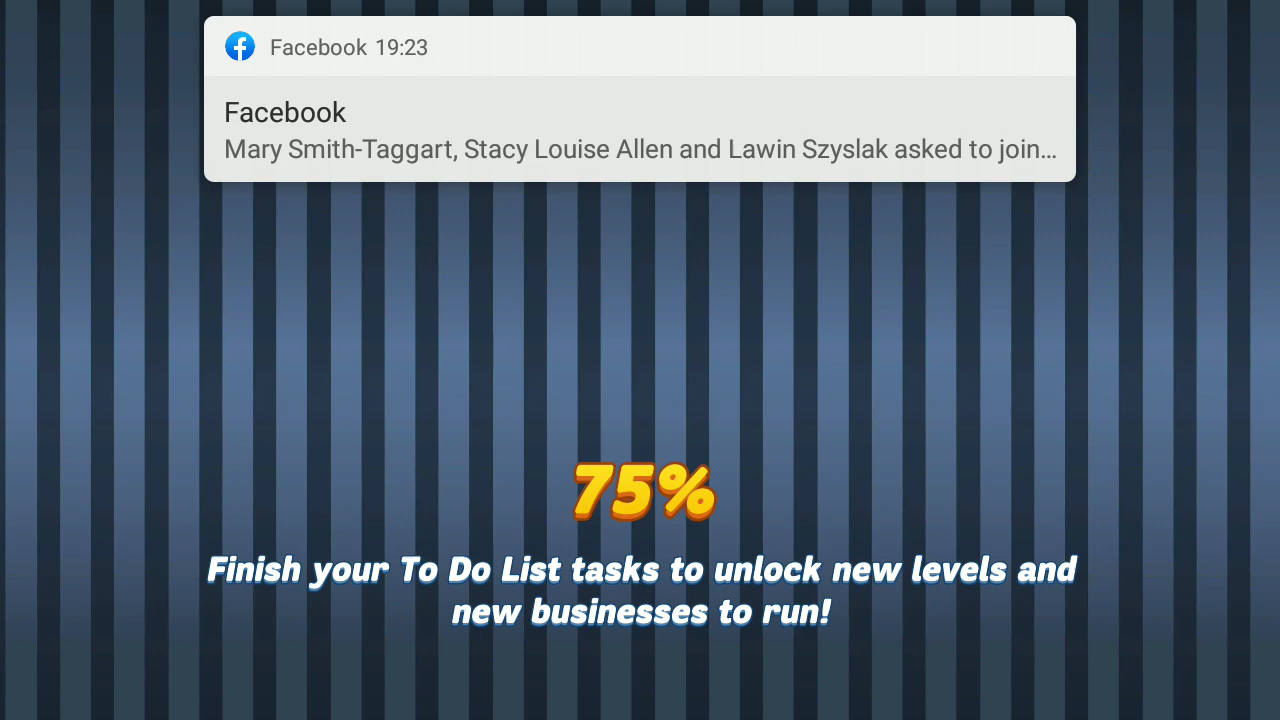 Facebook 19:23
Facebook
Mary Smith-Taggart, Stacy Louise Allen and Lawin Szyslak asked to join...
75%
Finish your To Do List tasks to unlock new levels and
new businesses to run!